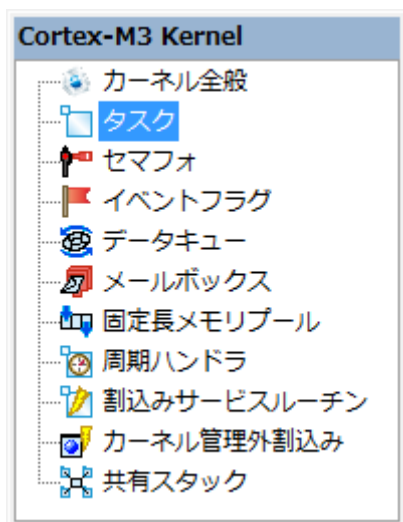 Cortex-M3 Kernel
カーネル全般
タスク
セマフォ
イベントフラグ
データキュー
メールボックス
固定長メモリプール
周期ハンドラ
割込みサービスルーチン
カーネル管理外割込み
共有スタック